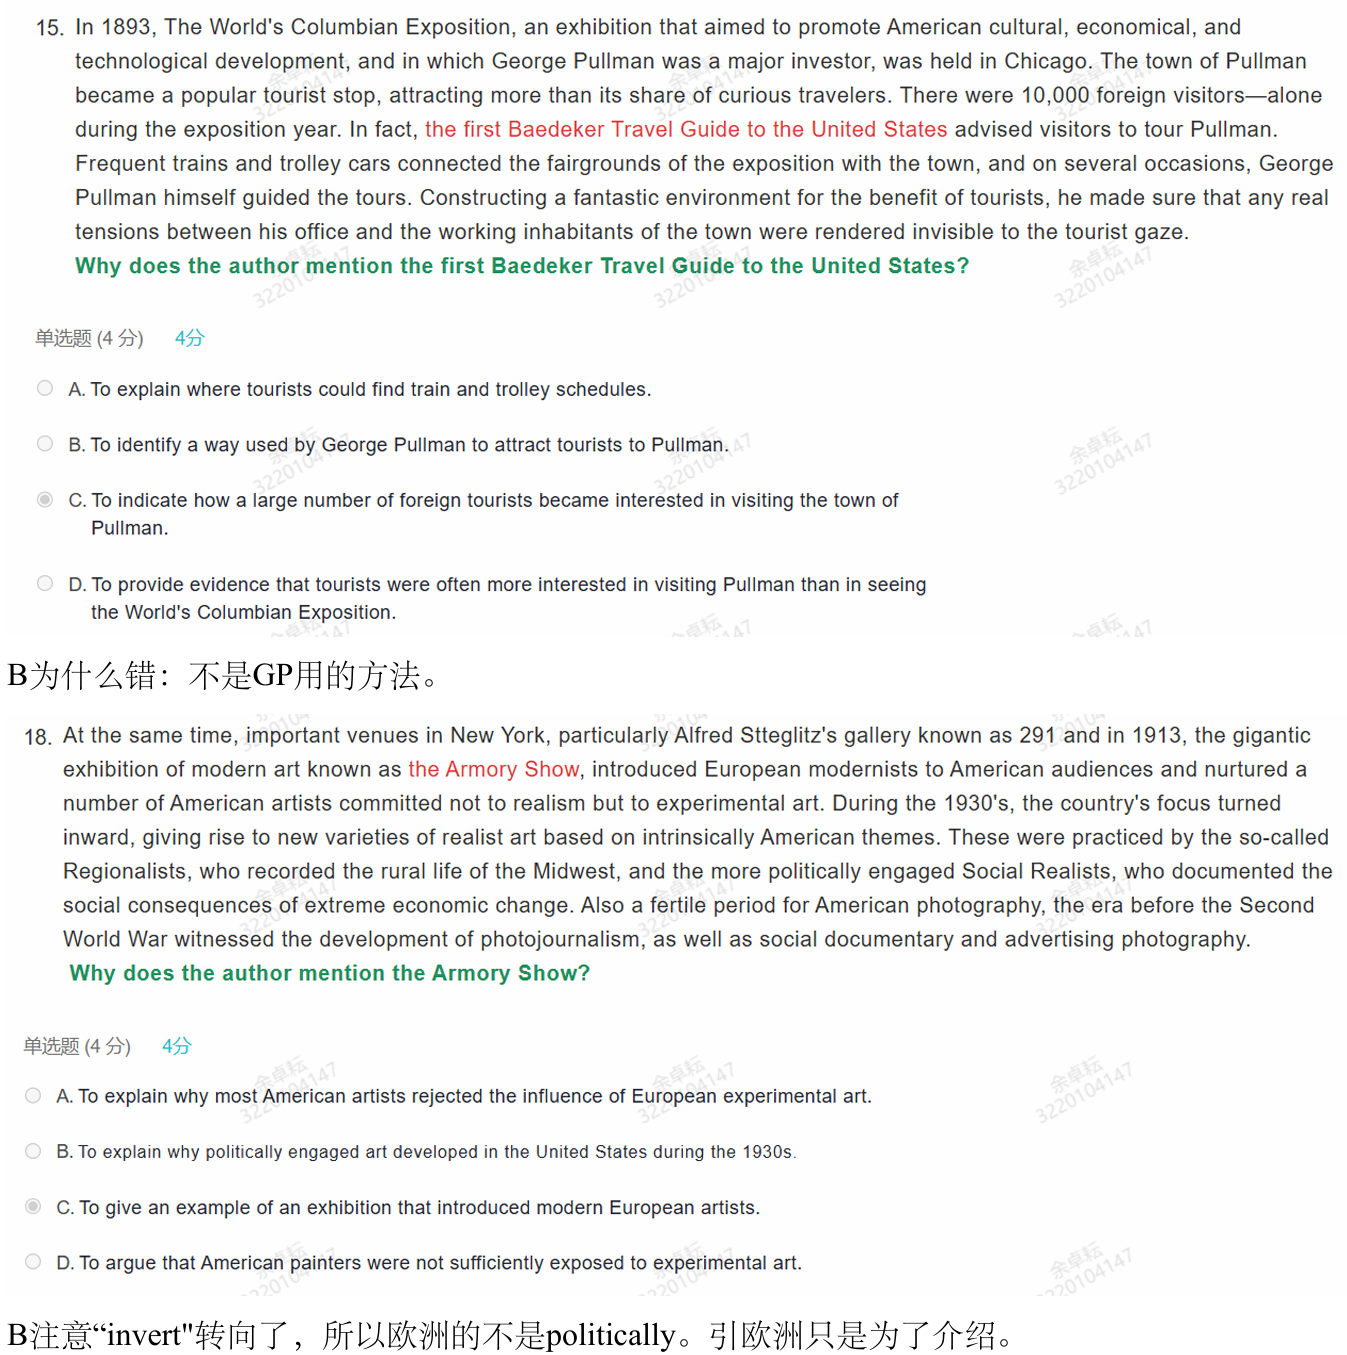 15. In 1893, The World's Columbian Exposition, an exhibition that aimed to promote American cultural, economical, and
technological development, and in which George Pullman was a major investor, was held in Chicago. The town of Pullman
became a popular tourist stop, attracting more than its share of curious travelers. There were 10,000 foreign visitors—alone
during the exposition year. In fact, the first Baedeker Travel Guide to the United States advised visitors to tour Pullman.
Frequent trains and trolley cars connected the fairgrounds of the exposition with the town, and on several occasions, George
Pullman himself guided the tours. Constructing a fantastic environment for the benefit of tourists, he made sure that any real
tensions between his office and the working inhabitants of the town were rendered invisible to the tourist gaze.
Why does the author mention the first Baedeker Travel Guide to the United States?
单选题 (4 分) 4分
A. To explain where tourists could find train and trolley schedules.
B. To identify a way used by George Pullman to attract tourists to Pullman.
C. To indicate how a large number of foreign tourists became interested in visiting the town of
Pullman.
D. To provide evidence that tourists were often more interested in visiting Pullman than in seeing
the World's Columbian Exposition.
B为什么错：不是GP用的方法。
18. At the same time, important venues in New York, particularly Alfred Stteglitz's gallery known as 291 and in 1913, the gigantic
exhibition of modern art known as the Armory Show, introduced European modernists to American audiences and nurtured a
number of American artists committed not to realism but to experimental art. During the 1930's, the country's focus turned
inward, giving rise to new varieties of realist art based on intrinsically American themes. These were practiced by the so-called
Regionalists, who recorded the rural life of the Midwest, and the more politically engaged Social Realists, who documented the
social consequences of extreme economic change. Also a fertile period for American photography, the era before the Second
World War witnessed the development of photojournalism, as well as social documentary and advertising photography.
Why does the author mention the Armory Show?
单选题 (4 分) 4分
A. To explain why most American artists rejected the influence of European experimental art.
B. To explain why politically engaged art developed in the United States during the 1930s.
C. To give an example of an exhibition that introduced modern European artists.
D. To argue that American painters were not sufficiently exposed to experimental art.
B注意“invert"转向了，所以欧洲的不是politically。引欧洲只是为了介绍。
余卓耘
3220104147